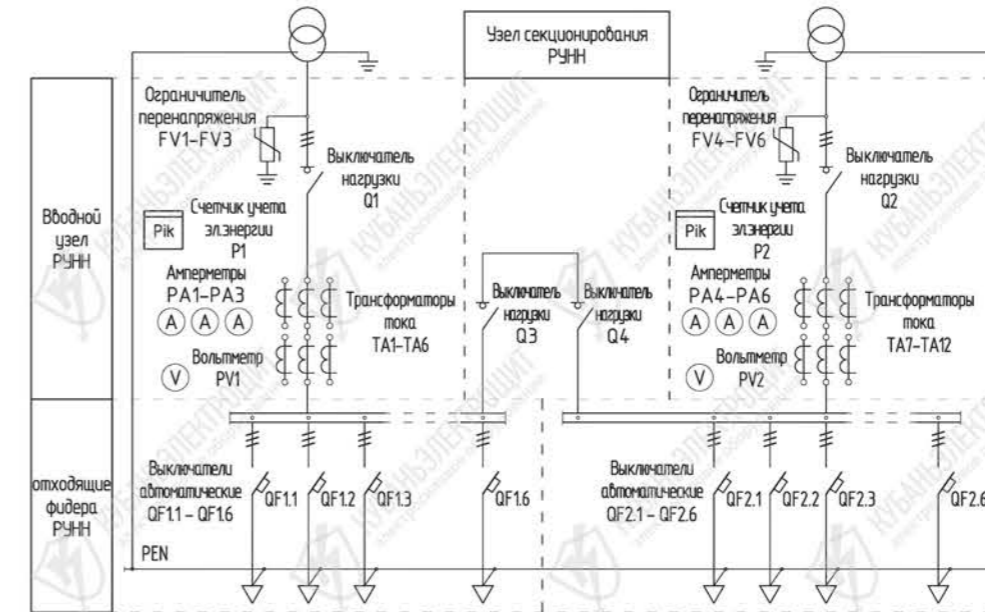 Узел секционирования
РУНН
Вводной
узел
РУНН
отходящие
фидера
РУНН
Ограничитель
перенапряжения
FV1-FV3
Выключатель
нагрузки
Q1
Счетчик учета
эл.энергии
P1
Pik
Амперметры
PA1-PA3
A A A
Трансформаторы
тока
TA1-TA6
Вольтметр
PV1
V
Выключатель
нагрузки
Q3
Выключатель
нагрузки
Q4
Ограничитель
перенапряжения
FV4-FV6
Выключатель
нагрузки
Q2
Счетчик учета
эл.энергии
P2
Pik
Амперметры
PA4-PA6
A A A
Трансформаторы
тока
TA7-TA12
Вольтметр
PV2
V
Выключатели
автоматические
QF1.1 - QF1.6
QF1.1 QF1.2 QF1.3 QF1.6
PEN
Выключатели
автоматические
QF2.1 - QF2.6
QF2.1 QF2.2 QF2.3 QF2.6
КУБАНЬЭЛЕКТРОЩИТ
электрощитовое оборудование